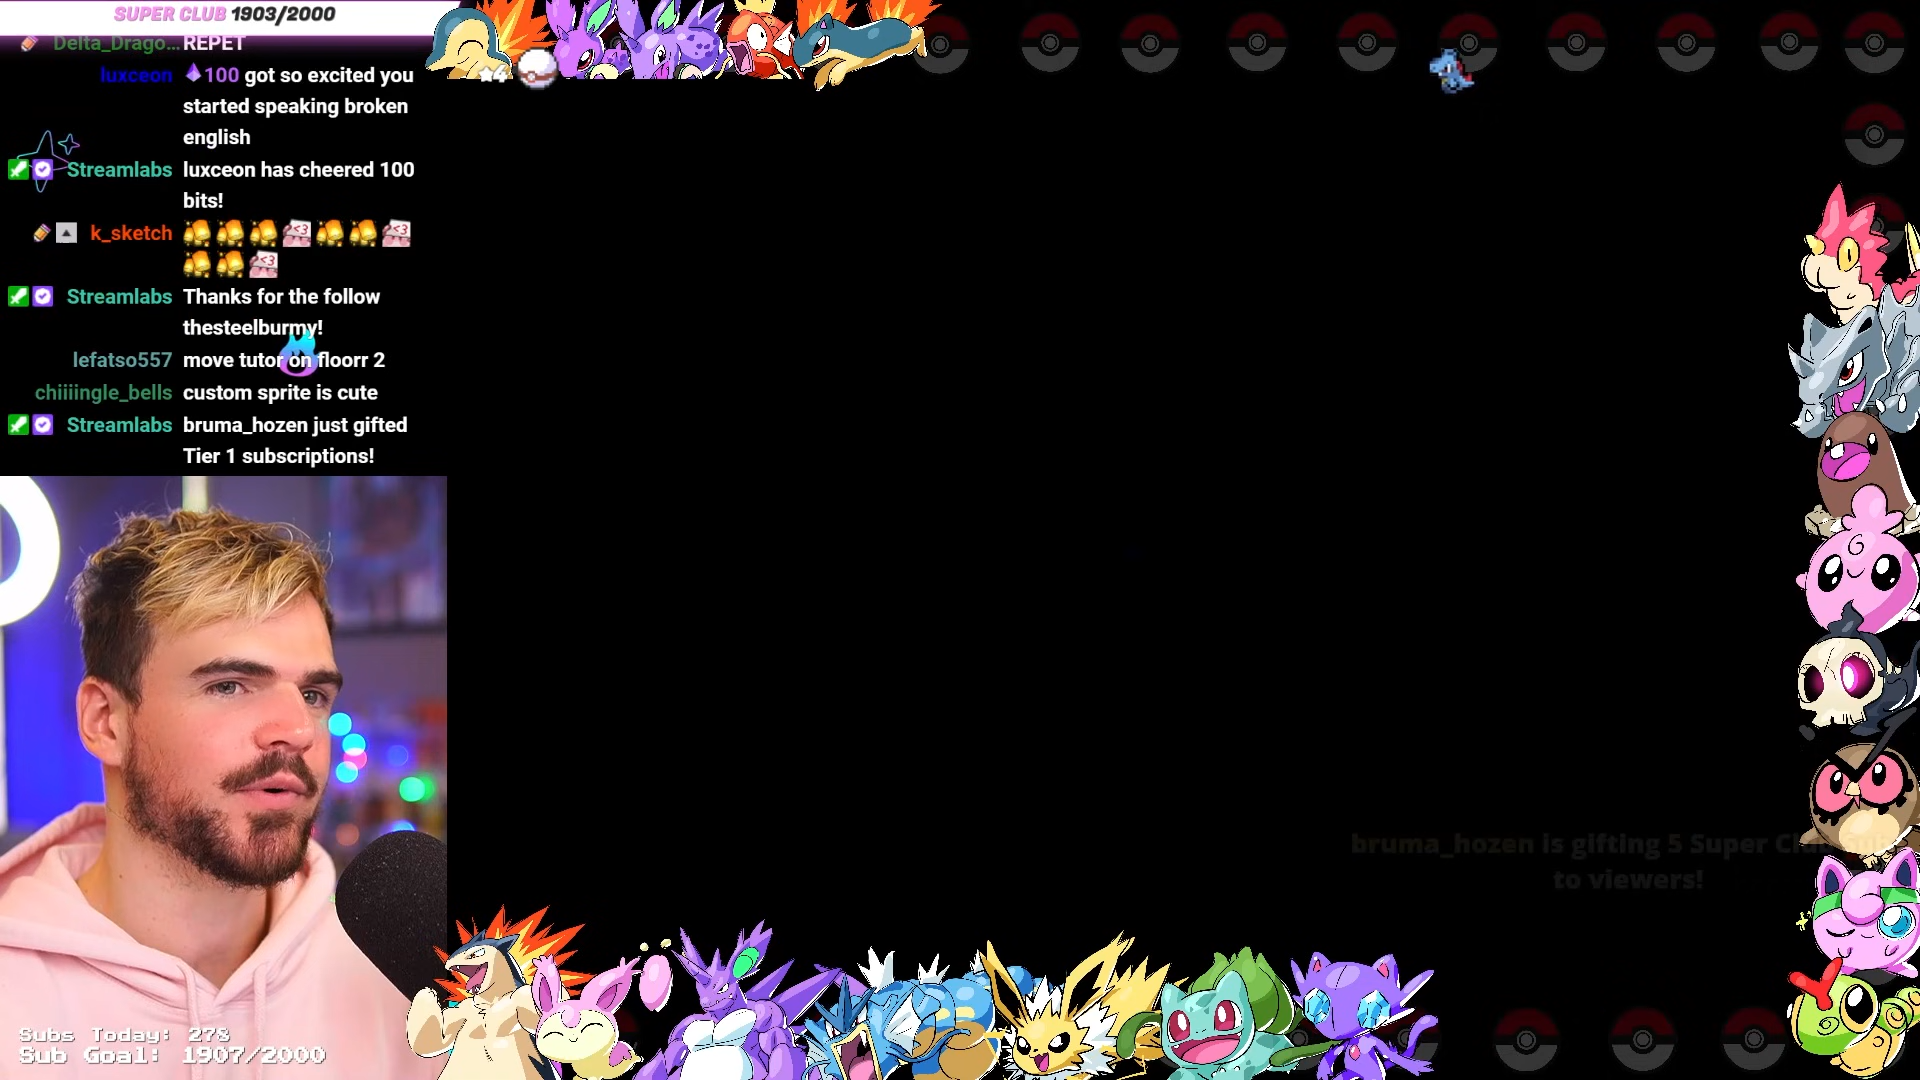 SUPER CLUB 1903/2000
Delta_Drago... REPET
luxceon 100 got so excited you
started speaking broken
english
Streamlabs luxceon has cheered 100
bits!
k_sketch
Streamlabs Thanks for the follow
thesteelburmy!
lefatso557 move tutor on floorr 2
chiiiingle_bells custom sprite is cute
Streamlabs bruma_hozen just gifted
Tier 1 subscriptions!
★4
bruma_hozen is gifting 5 Super
to viewers!
Subs Today: 278
Sub Goal: 1907/2000